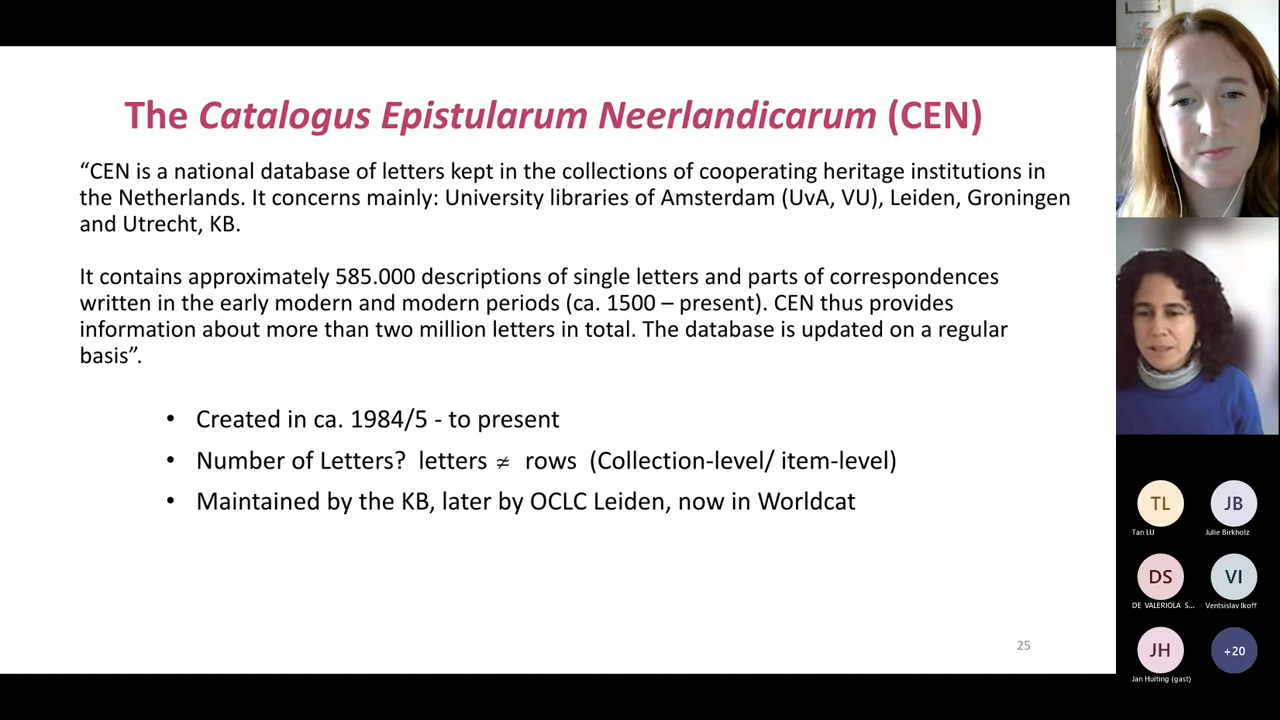 The Catalogus Epistularum Neerlandicarum (CEN)
“CEN is a national database of letters kept in the collections of cooperating heritage institutions in
the Netherlands. It concerns mainly: University libraries of Amsterdam (UvA, VU), Leiden, Groningen
and Utrecht, KB.
It contains approximately 585.000 descriptions of single letters and parts of correspondences
written in the early modern and modern periods (ca. 1500 – present). CEN thus provides
information about more than two million letters in total. The database is updated on a regular
basis”.
• Created in ca. 1984/5 - to present
• Number of Letters? letters ≠ rows (Collection-level/ item-level)
• Maintained by the KB, later by OCLC Leiden, now in Worldcat
25
TL
JB
Tan LU
Julie Birkholz
DS
VI
DE VALERIOLA S...
Ventsislav Ikoff
JH
+20
Jan Huiting (gast)